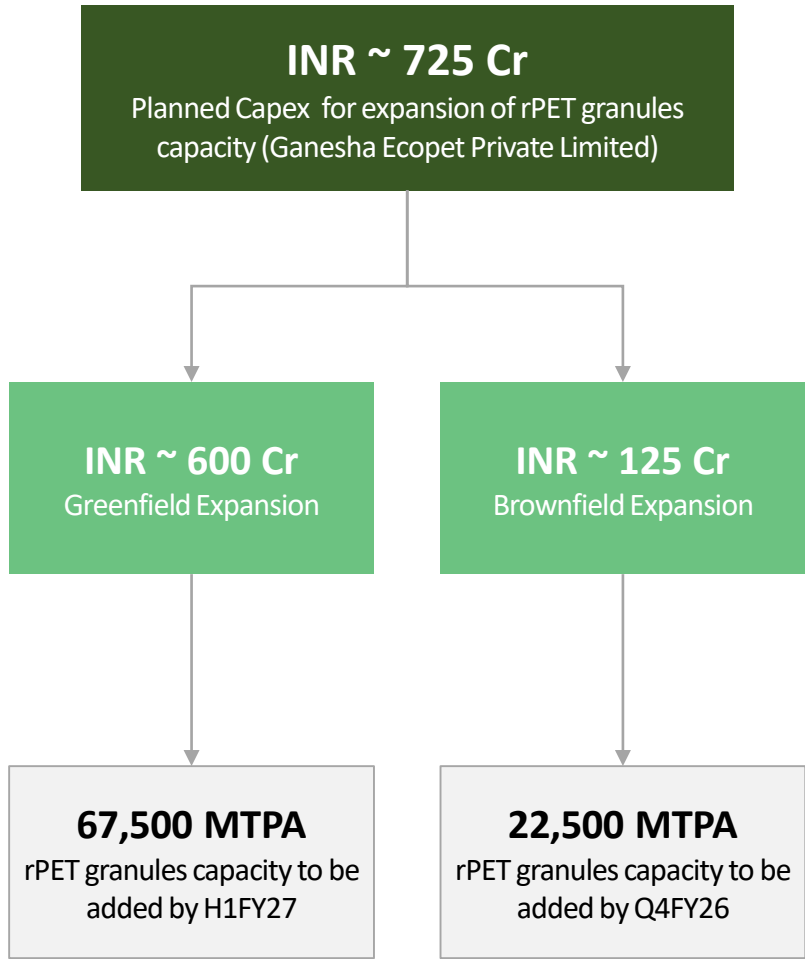 INR ~ 725 Cr
Planned Capex for expansion of rPET granules
capacity (Ganesha Ecopet Private Limited)
INR ~ 600 Cr
Greenfield Expansion
INR ~ 125 Cr
Brownfield Expansion
67,500 MTPA
rPET granules capacity to be
added by H1FY27
22,500 MTPA
rPET granules capacity to be
added by Q4FY26